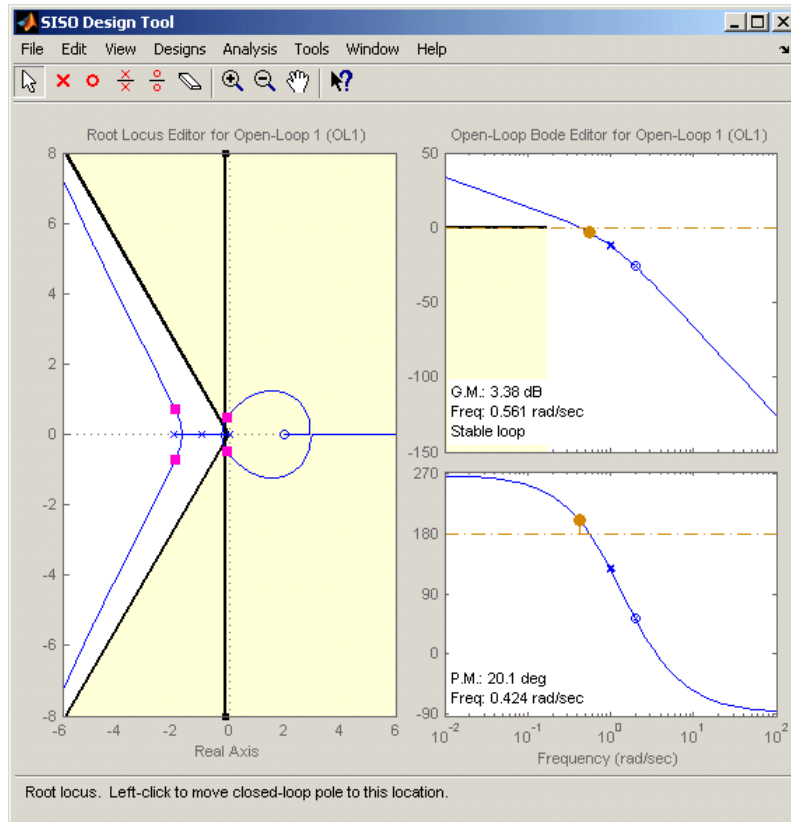 SISO Design Tool
File Edit View Designs Analysis Tools Window Help
Root Locus Editor for Open-Loop 1 (OL1)
8
6
4
2
0
-2
-4
-6
-8
-6 -4 -2 0 2 4 6
Real Axis
Open-Loop Bode Editor for Open-Loop 1 (OL1)
50
0
-50
-100
-150
G.M.: 3.38 dB
Freq: 0.561 rad/sec
Stable loop
270
180
90
0
-90
P.M.: 20.1 deg
Freq: 0.424 rad/sec
10^-2 10^-1 10^0 10^1 10^2
Frequency (rad/sec)
Root locus. Left-click to move closed-loop pole to this location.